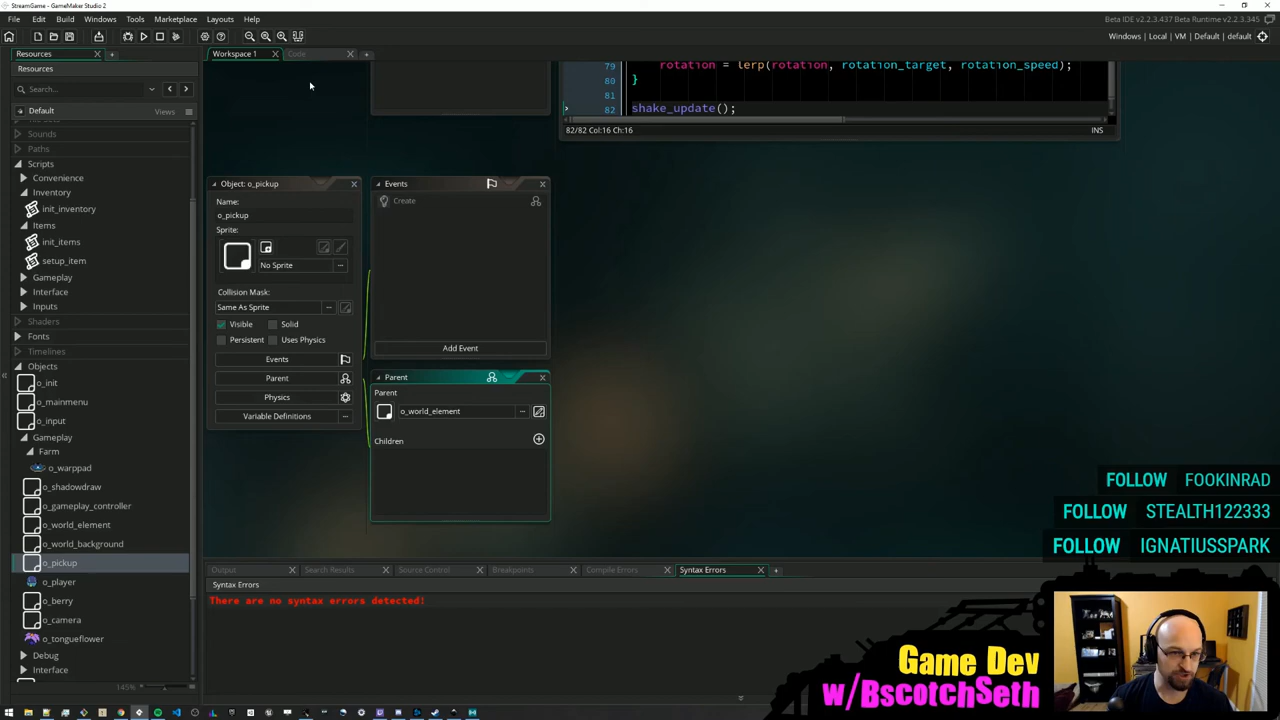 StreamGame - GameMaker Studio 2
File Edit Build Windows Tools Marketplace Layouts Help
Beta IDE v2.2.3.437 Beta Runtime v2.2.3.345
Windows | Local | VM | Default | default
Resources
Workspace 1
Code
Resources
Search...
Default
Views
Sounds
Paths
Scripts
Convenience
Inventory
init_inventory
Items
init_items
setup_item
Gameplay
Interface
Inputs
Shaders
Fonts
Timelines
Objects
o_init
o_mainmenu
o_input
Gameplay
Farm
o_warppad
o_shadowdraw
o_gameplay_controller
o_world_element
o_world_background
o_pickup
o_player
o_berry
o_camera
o_tongueflower
Debug
Interface
145%
79 rotation = lerp(rotation, rotation_target, rotation_speed);
80 }
81
82 shake_update();
82/82 Col:16 Ch:16
INS
Object: o_pickup
Name:
o_pickup
Sprite:
No Sprite
Collision Mask:
Same As Sprite
Visible Solid
Persistent Uses Physics
Events
Parent
Physics
Variable Definitions
Events
Create
Add Event
Parent
Parent
o_world_element
Children
Output Search Results Source Control Breakpoints Compile Errors Syntax Errors
Syntax Errors
There are no syntax errors detected!
FOLLOW FOOKINRAD
FOLLOW STEALTH122333
FOLLOW IGNATIUSSPARK
Game Dev
w/BscotchSeth